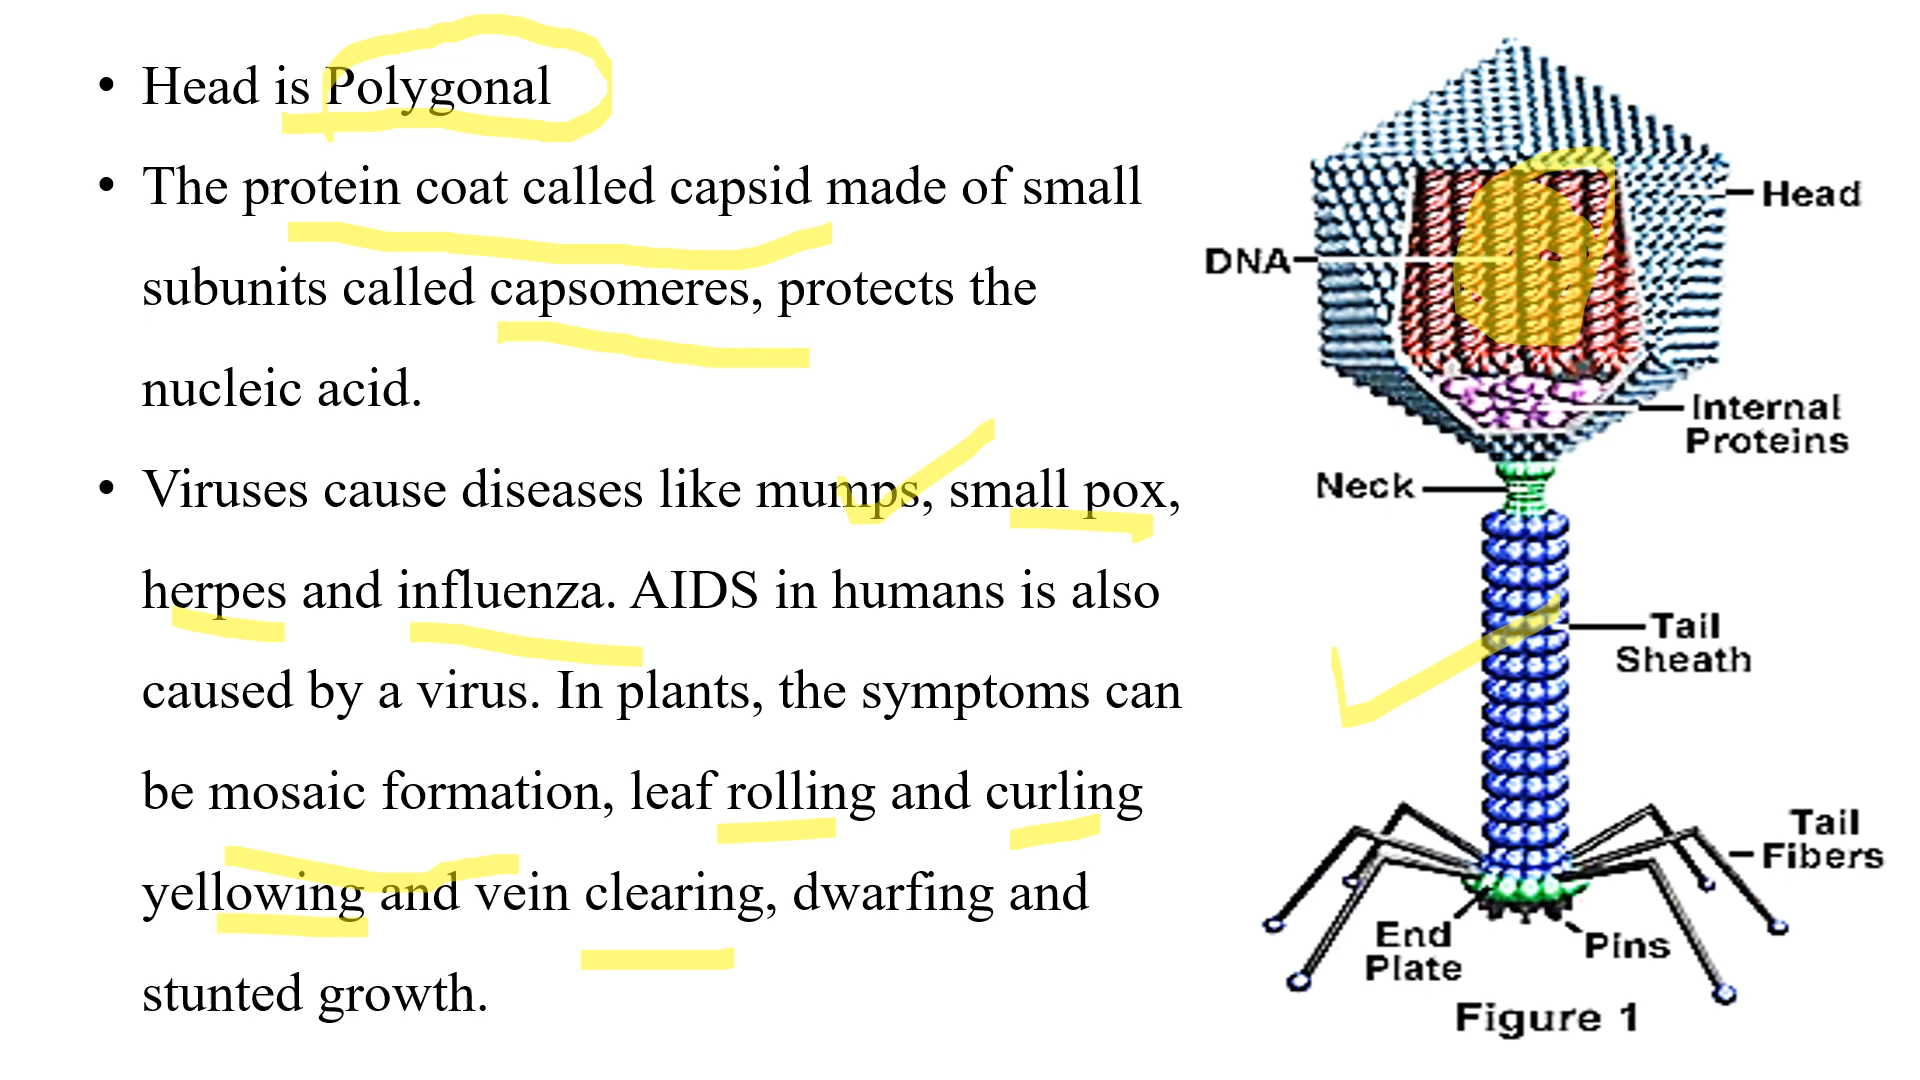 • Head is Polygonal
• The protein coat called capsid made of small
subunits called capsomeres, protects the
nucleic acid.
• Viruses cause diseases like mumps, small pox,
herpes and influenza. AIDS in humans is also
caused by a virus. In plants, the symptoms can
be mosaic formation, leaf rolling and curling
yellowing and vein clearing, dwarfing and
stunted growth.
Head
DNA
Internal
Proteins
Neck
Tail
Sheath
Tail
Fibers
End
Plate
Pins
Figure 1